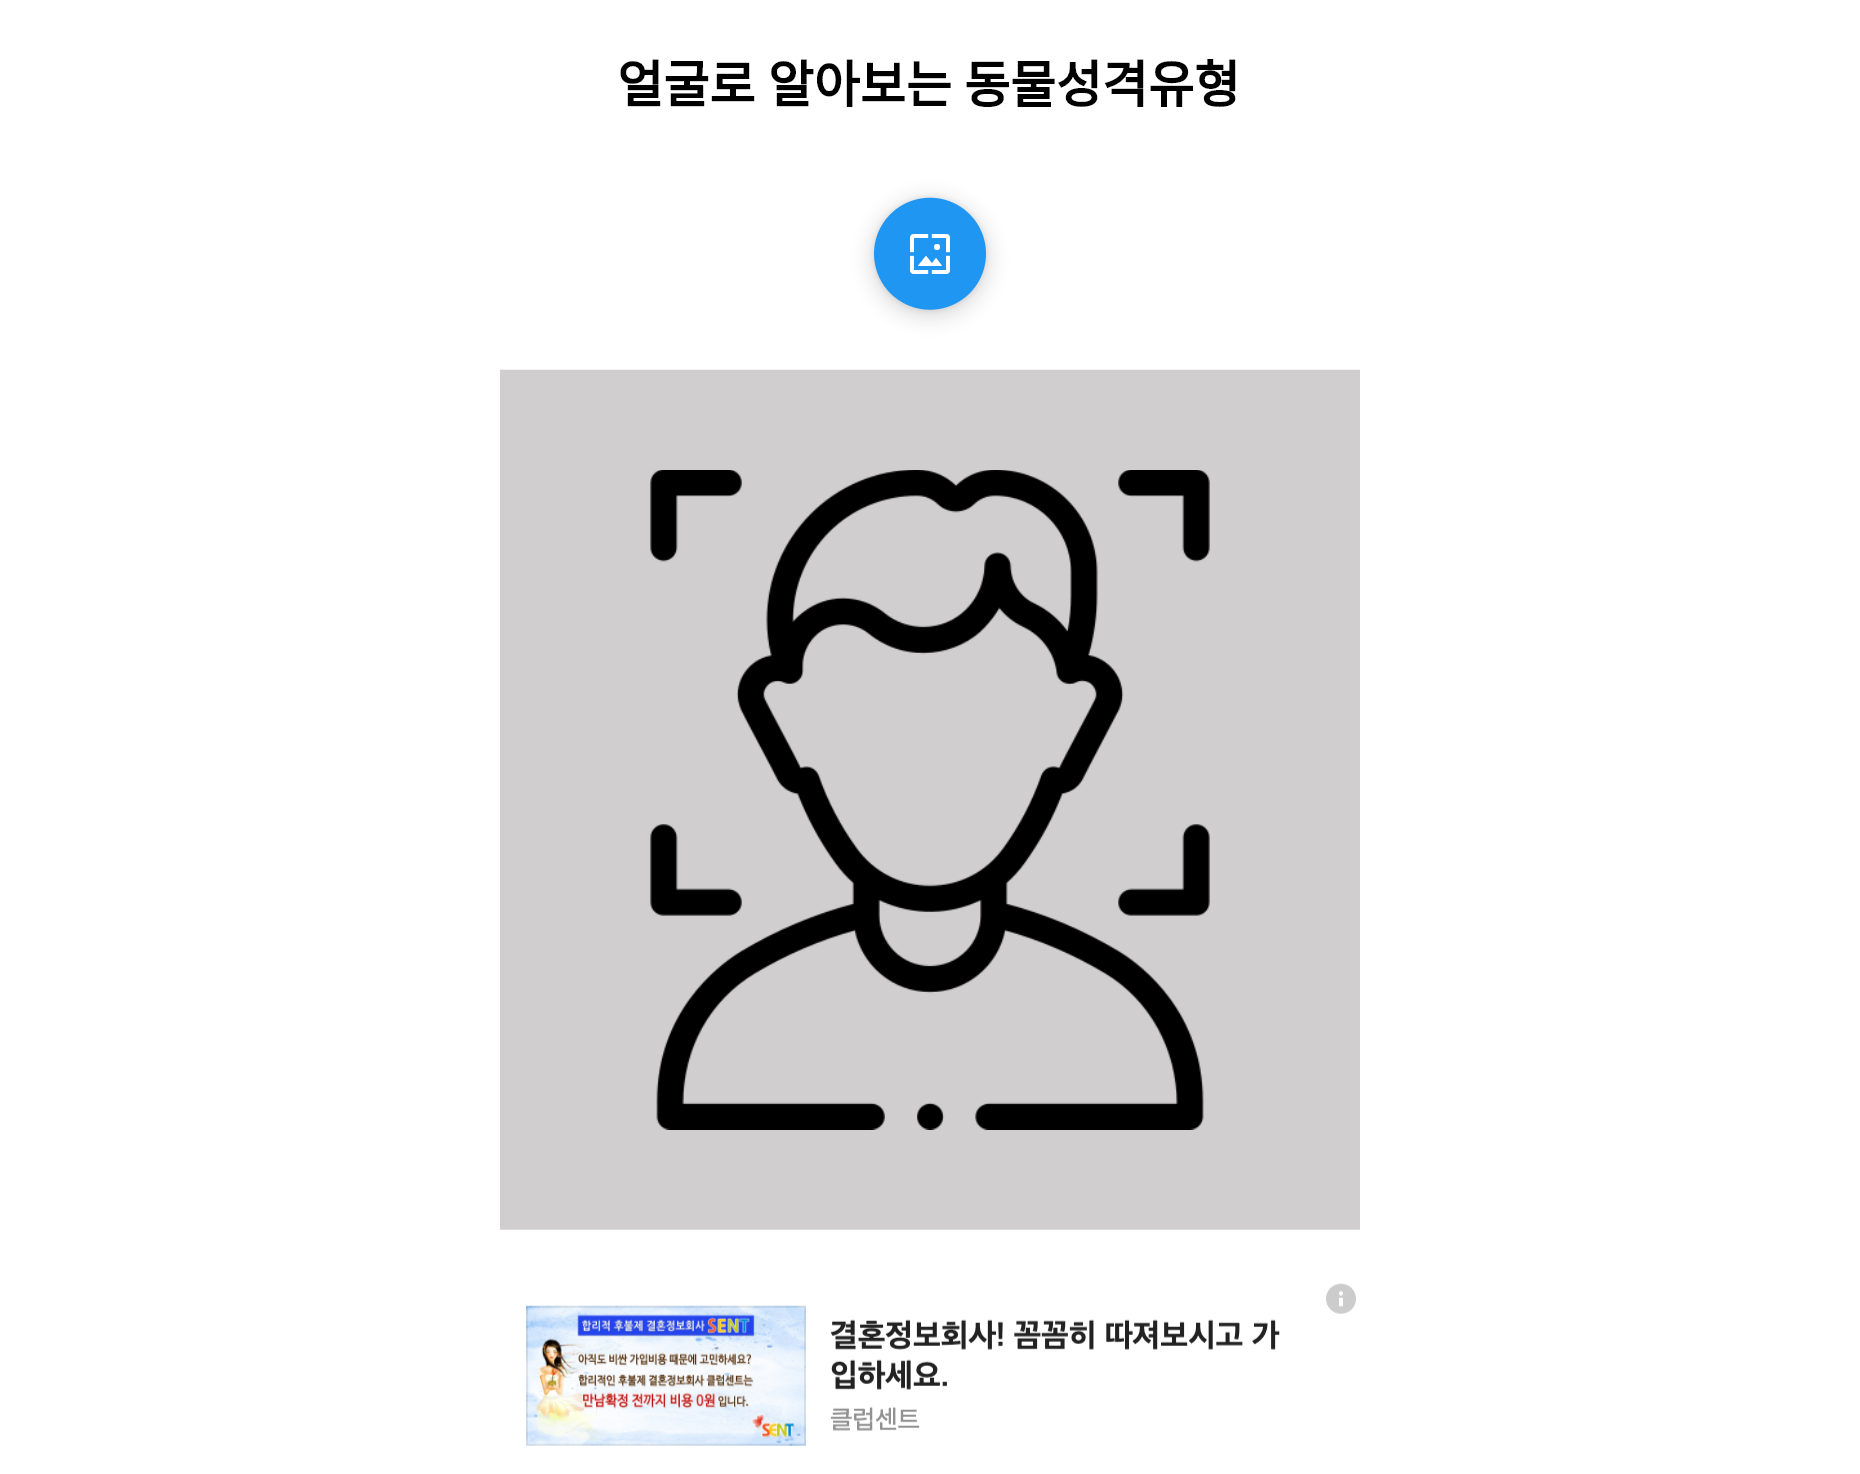 얼굴로 알아보는 동물성격유형
합리적 후불제 결혼정보회사 SENT
아직도 비싼 가입비용 때문에 고민하세요?
합리적인 후불제 결혼정보회사 클럽센트는
만남확정 전까지 비용 0원 입니다.
SENT
결혼정보회사! 꼼꼼히 따져보시고 가
입하세요.
클럽센트